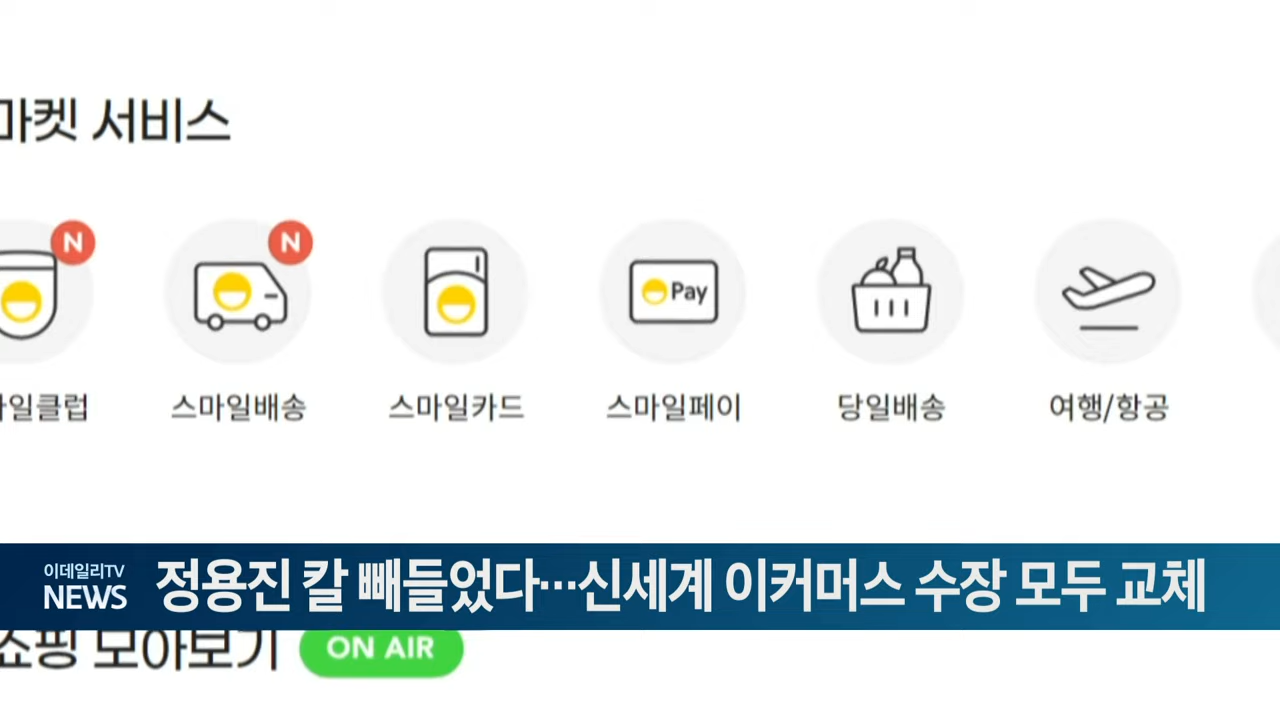 마켓 서비스
N
N
Pay
일클럽
스마일배송
스마일카드
스마일페이
당일배송
여행/항공
이데일리TV
NEWS
정용진 칼 빼들었다…신세계 이커머스 수장 모두 교체
쇼핑 모아보기
ON AIR